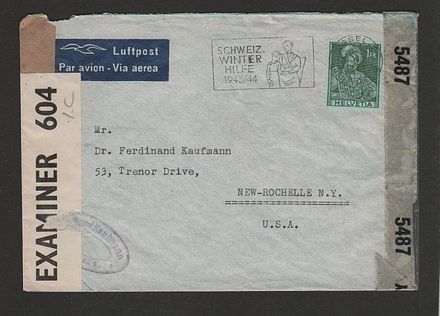 Luftpost
Par avion - Via aerea
SCHWEIZ.
WINTER
HILFE
1943/44
HELVETIA
5487
EXAMINER 604
I.C
Mr.
Dr. Ferdinand Kaufmann
53, Trenor Drive,
NEW-ROCHELLE N.Y.
U.S.A.
Kaufmann
5487